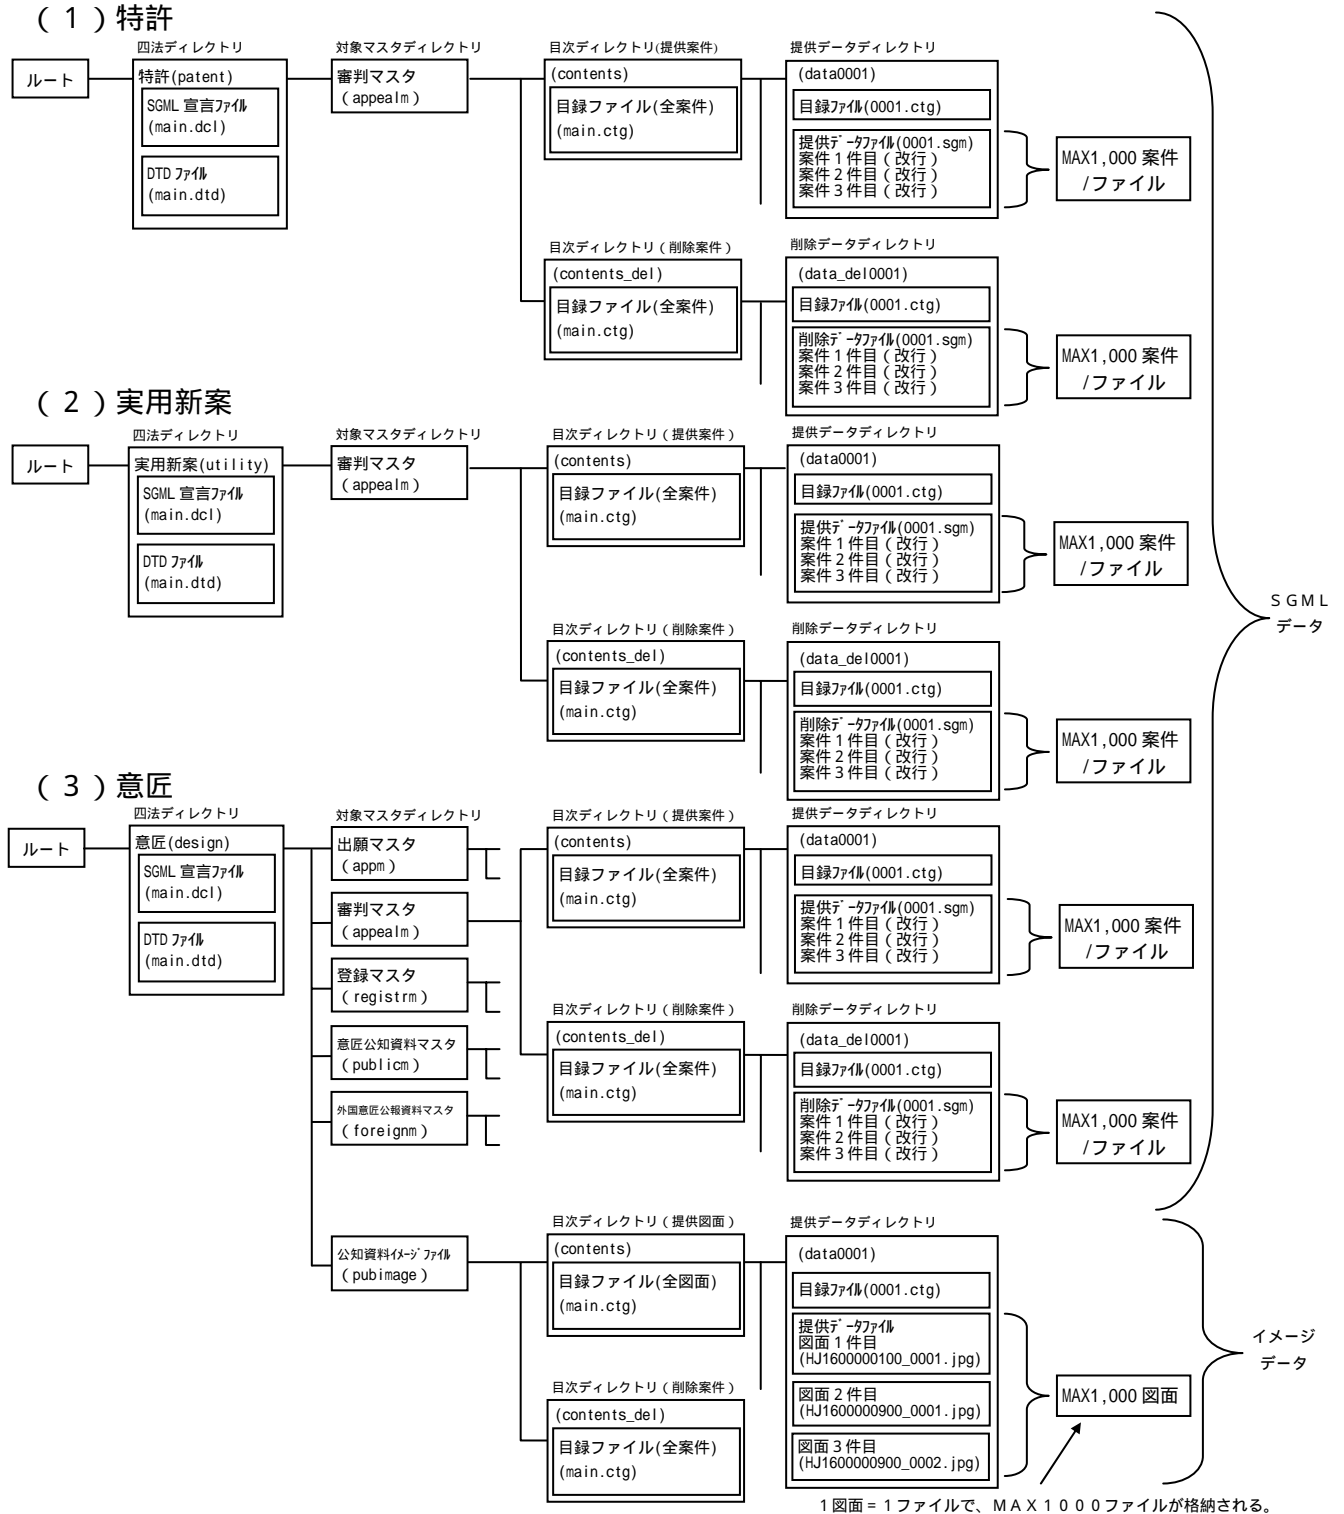 （１）特許
四法ディレクトリ
対象マスタディレクトリ
目次ディレクトリ(提供案件)
提供データディレクトリ
ルート
特許(patent)
SGML 宣言ﾌｧｲﾙ
(main.dcl)
DTD ﾌｧｲﾙ
(main.dtd)
審判マスタ
（appealm）
(contents)
目録ファイル(全案件)
(main.ctg)
(data0001)
目録ﾌｧｲﾙ(0001.ctg)
提供ﾃﾞｰﾀﾌｧｲﾙ(0001.sgm)
案件１件目（改行）
案件２件目（改行）
案件３件目（改行）
MAX1,000 案件
/ファイル
目次ディレクトリ（削除案件）
削除データディレクトリ
(contents_del)
目録ファイル(全案件)
(main.ctg)
(data_del0001)
目録ﾌｧｲﾙ(0001.ctg)
削除ﾃﾞｰﾀﾌｧｲﾙ(0001.sgm)
案件１件目（改行）
案件２件目（改行）
案件３件目（改行）
MAX1,000 案件
/ファイル
（２）実用新案
四法ディレクトリ
対象マスタディレクトリ
目次ディレクトリ（提供案件）
提供データディレクトリ
ルート
実用新案(utility)
SGML 宣言ﾌｧｲﾙ
(main.dcl)
DTD ﾌｧｲﾙ
(main.dtd)
審判マスタ
（appealm）
(contents)
目録ファイル(全案件)
(main.ctg)
(data0001)
目録ﾌｧｲﾙ(0001.ctg)
提供ﾃﾞｰﾀﾌｧｲﾙ(0001.sgm)
案件１件目（改行）
案件２件目（改行）
案件３件目（改行）
MAX1,000 案件
/ファイル
ＳＧＭＬ
データ
目次ディレクトリ（削除案件）
削除データディレクトリ
(contents_del)
目録ファイル(全案件)
(main.ctg)
(data_del0001)
目録ﾌｧｲﾙ(0001.ctg)
削除ﾃﾞｰﾀﾌｧｲﾙ(0001.sgm)
案件１件目（改行）
案件２件目（改行）
案件３件目（改行）
MAX1,000 案件
/ファイル
（３）意匠
四法ディレクトリ
対象マスタディレクトリ
目次ディレクトリ（提供案件）
提供データディレクトリ
ルート
意匠(design)
SGML 宣言ﾌｧｲﾙ
(main.dcl)
DTD ﾌｧｲﾙ
(main.dtd)
出願マスタ
（appm）
審判マスタ
（appealm）
登録マスタ
（registrm）
意匠公知資料マスタ
（publicm）
外国意匠公報資料マスタ
（foreignm）
(contents)
目録ファイル(全案件)
(main.ctg)
(data0001)
目録ﾌｧｲﾙ(0001.ctg)
提供ﾃﾞｰﾀﾌｧｲﾙ(0001.sgm)
案件１件目（改行）
案件２件目（改行）
案件３件目（改行）
MAX1,000 案件
/ファイル
目次ディレクトリ（削除案件）
削除データディレクトリ
(contents_del)
目録ファイル(全案件)
(main.ctg)
(data_del0001)
目録ﾌｧｲﾙ(0001.ctg)
削除ﾃﾞｰﾀﾌｧｲﾙ(0001.sgm)
案件１件目（改行）
案件２件目（改行）
案件３件目（改行）
MAX1,000 案件
/ファイル
目次ディレクトリ（提供図面）
提供データディレクトリ
公知資料ｲﾒｰｼﾞﾌｧｲﾙ
（pubimage）
(contents)
目録ファイル(全図面)
(main.ctg)
(data0001)
目録ﾌｧｲﾙ(0001.ctg)
提供ﾃﾞｰﾀﾌｧｲﾙ
図面１件目
(HJ1600000100_0001.jpg)
図面２件目
(HJ1600000900_0001.jpg)
図面３件目
(HJ1600000900_0002.jpg)
MAX1,000 図面
イメージ
データ
目次ディレクトリ（削除案件）
(contents_del)
目録ファイル(全案件)
(main.ctg)
１図面＝１ファイルで、ＭＡＸ１０００ファイルが格納される。